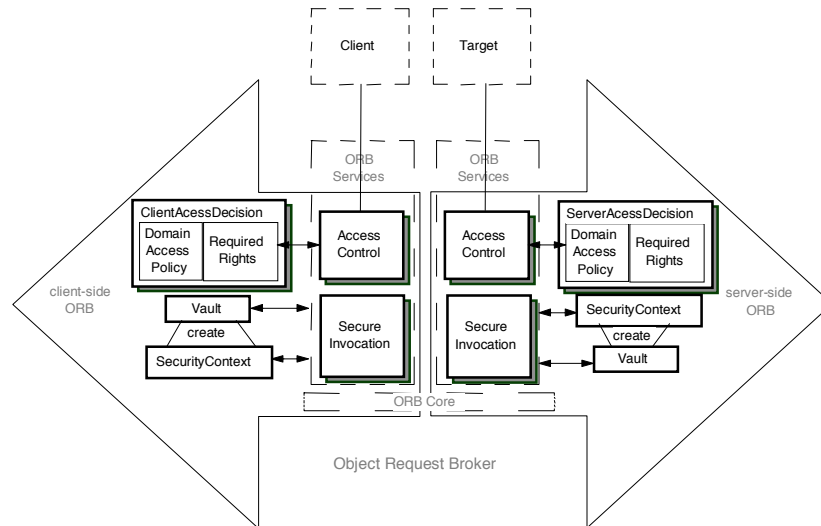 Client
Target
ORB
Services
ORB
Services
ClientAcessDecision
Domain
Access
Policy
Required
Rights
Access
Control
Access
Control
ServerAcessDecision
Domain
Access
Policy
Required
Rights
client-side
ORB
Vault
create
SecurityContext
Secure
Invocation
Secure
Invocation
SecurityContext
create
Vault
server-side
ORB
ORB Core
Object Request Broker